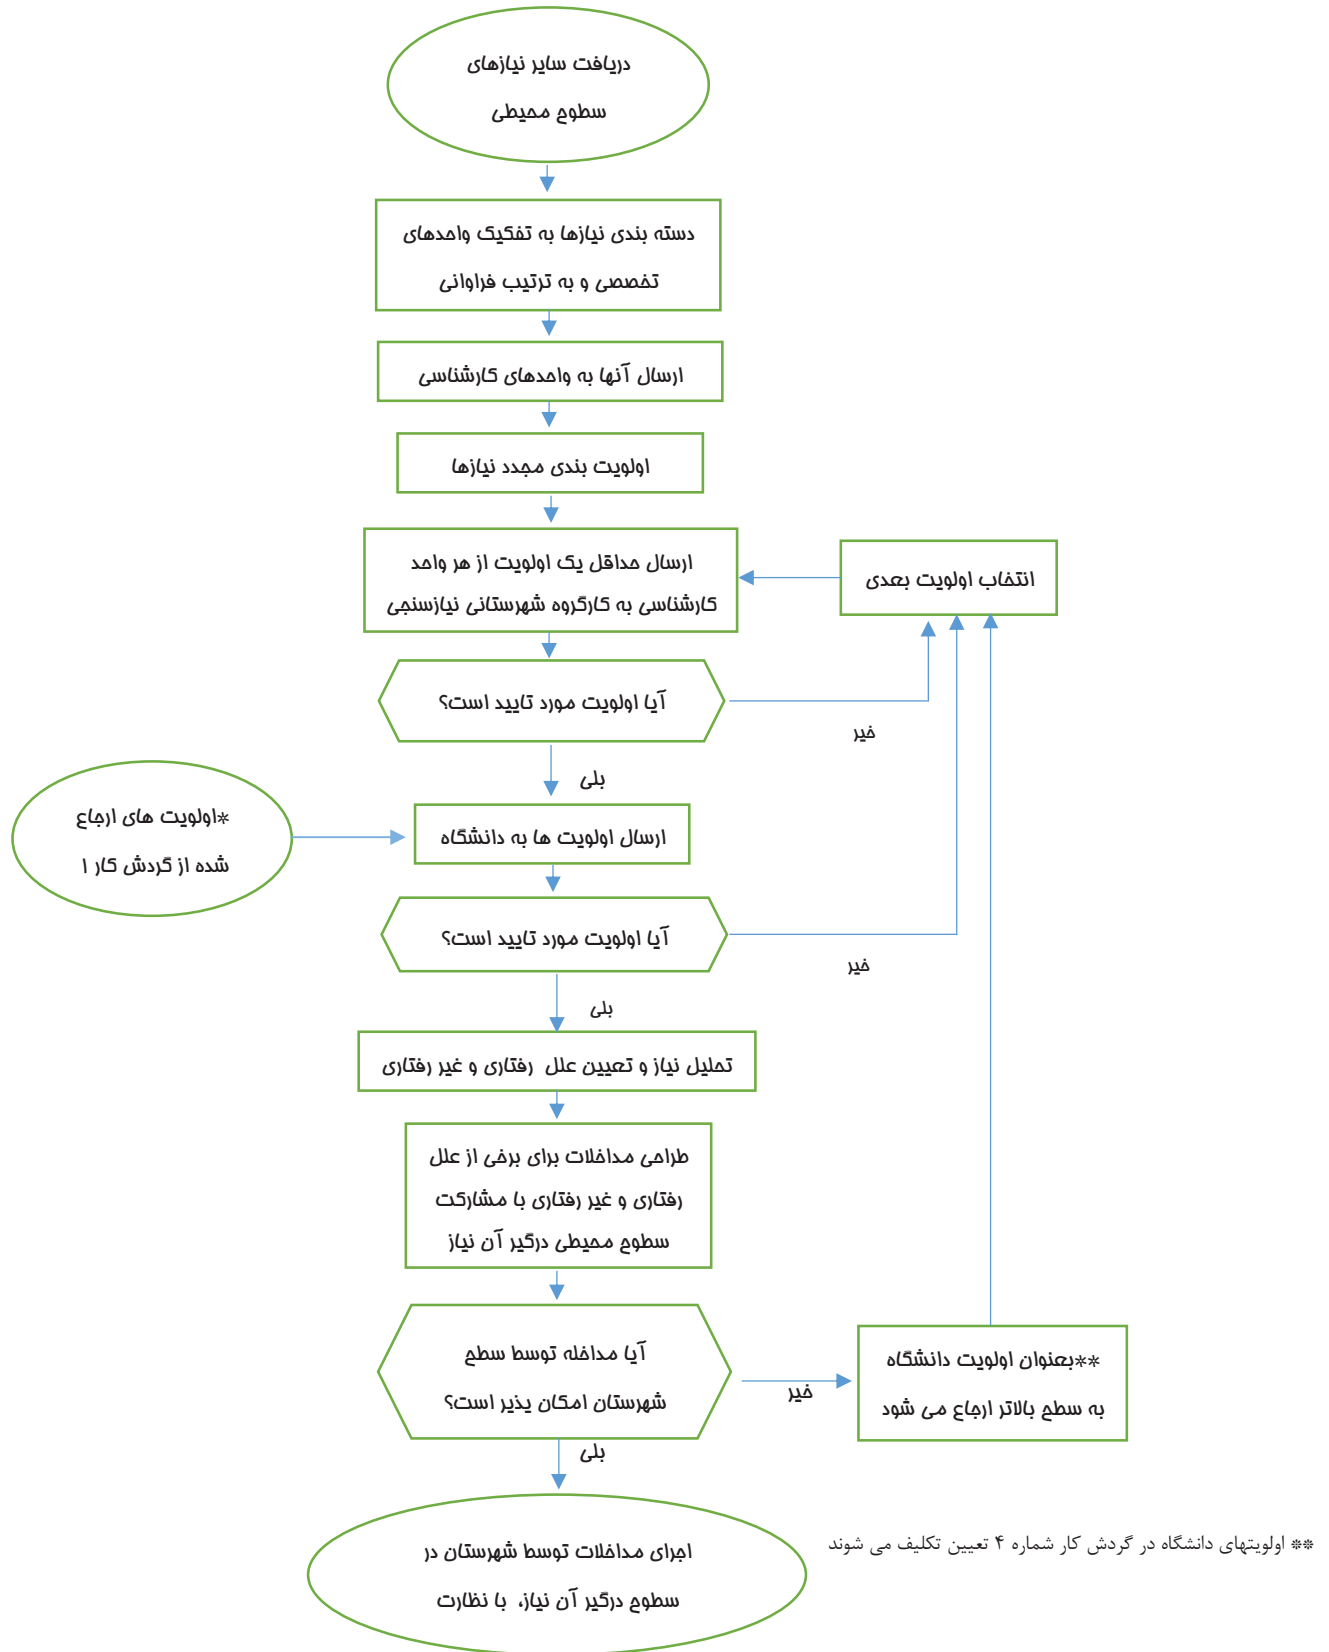 دریافت سایر نیازهای
سطوح محیطی
دسته بندی نیازها به تفکیک واحدهای
تخصصی و به ترتیب فراوانی
ارسال آنها به واحدهای کارشناسی
اولویت بندی مجدد نیازها
ارسال حداقل یک اولویت از هر واحد
کارشناسی به کارگروه شهرستانی نیازسنجی
انتخاب اولویت بعدی
آیا اولویت مورد تایید است؟
خیر
بلی
*اولویت های ارجاع
شده از گردش کار ۱
ارسال اولویت ها به دانشگاه
آیا اولویت مورد تایید است؟
خیر
بلی
تحلیل نیاز و تعیین علل رفتاری و غیر رفتاری
طراحی مداخلات برای برخی از علل
رفتاری و غیر رفتاری با مشارکت
سطوح محیطی درگیر آن نیاز
آیا مداخله توسط سطح
شهرستان امکان پذیر است؟
خیر
**بعنوان اولویت دانشگاه
به سطح بالاتر ارجاع می شود
بلی
اجرای مداخلات توسط شهرستان در
سطوح درگیر آن نیاز، با نظارت
** اولویتهای دانشگاه در گردش کار شماره ۴ تعیین تکلیف می شوند